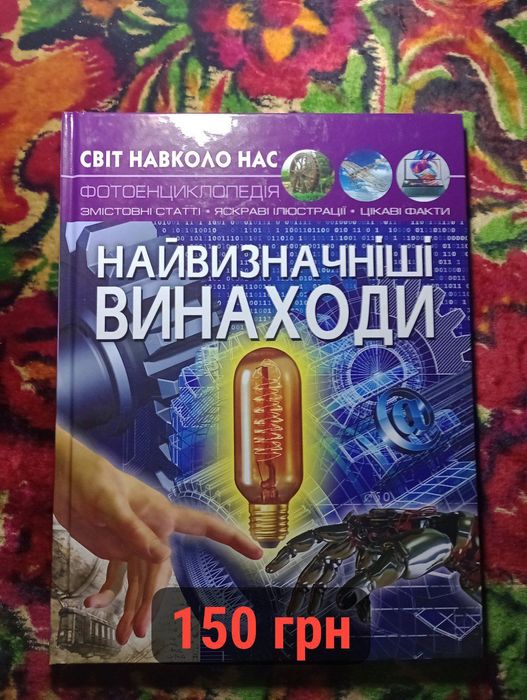 СВІТ НАВКОЛО НАС
ФОТОЕНЦИКЛОПЕДІЯ
ЗМІСТОВНІ СТАТТІ • ЯСКРАВІ ІЛЮСТРАЦІЇ • ЦІКАВІ ФАКТИ
НАЙВИЗНАЧНІШІ
ВИНАХОДИ
@
150 грн